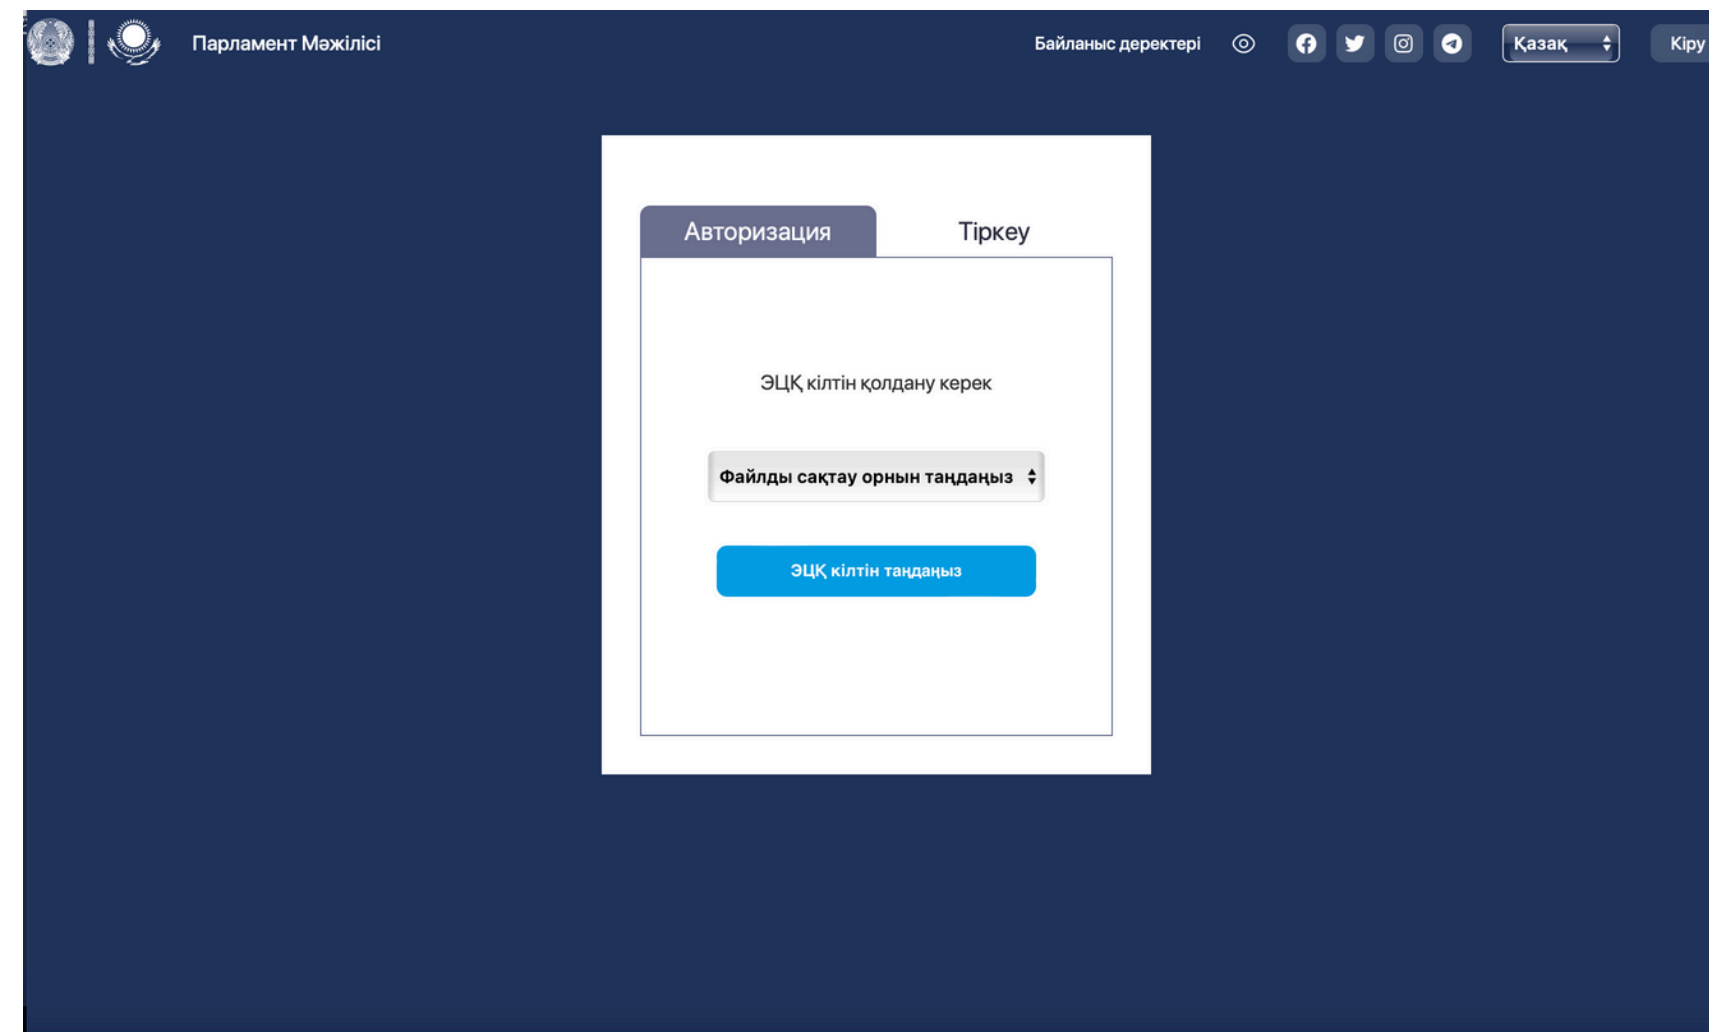 Парламент Мәжілісі
Байланыс деректері
Қазақ
Кіру
Авторизация
Тіркеу
ЭЦҚ кілтін қолдану керек
Файлды сақтау орнын таңдаңыз
ЭЦҚ кілтін таңдаңыз